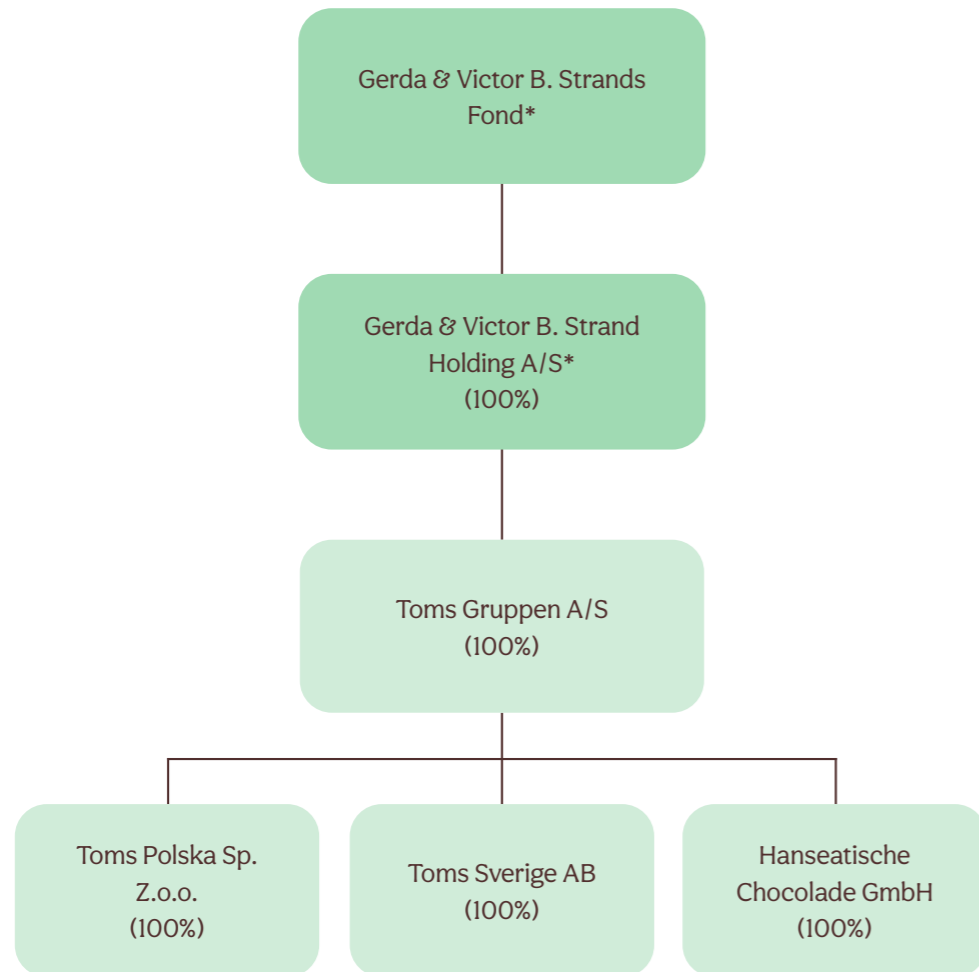 Gerda & Victor B. Strands
Fond*
Gerda & Victor B. Strand
Holding A/S*
(100%)
Toms Gruppen A/S
(100%)
Toms Polska Sp.
Z.o.o.
(100%)
Toms Sverige AB
(100%)
Hanseatische
Chocolade GmbH
(100%)